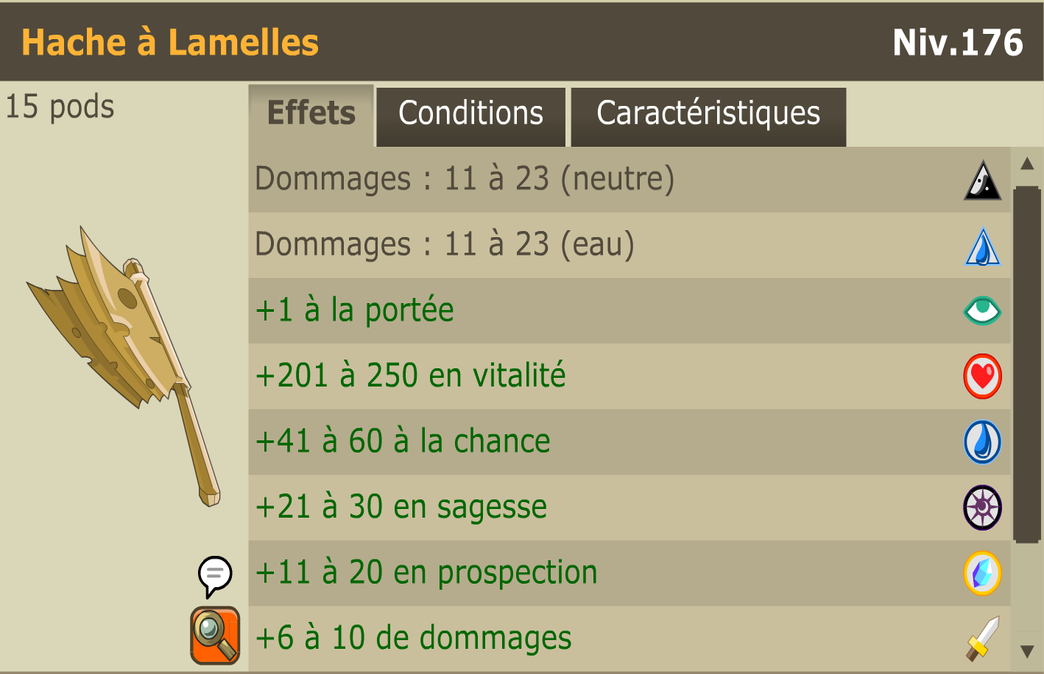 Hache à Lamelles
Niv.176
15 pods
Effets
Conditions
Caractéristiques
Dommages : 11 à 23 (neutre)
Dommages : 11 à 23 (eau)
+1 à la portée
+201 à 250 en vitalité
+41 à 60 à la chance
+21 à 30 en sagesse
+11 à 20 en prospection
+6 à 10 de dommages